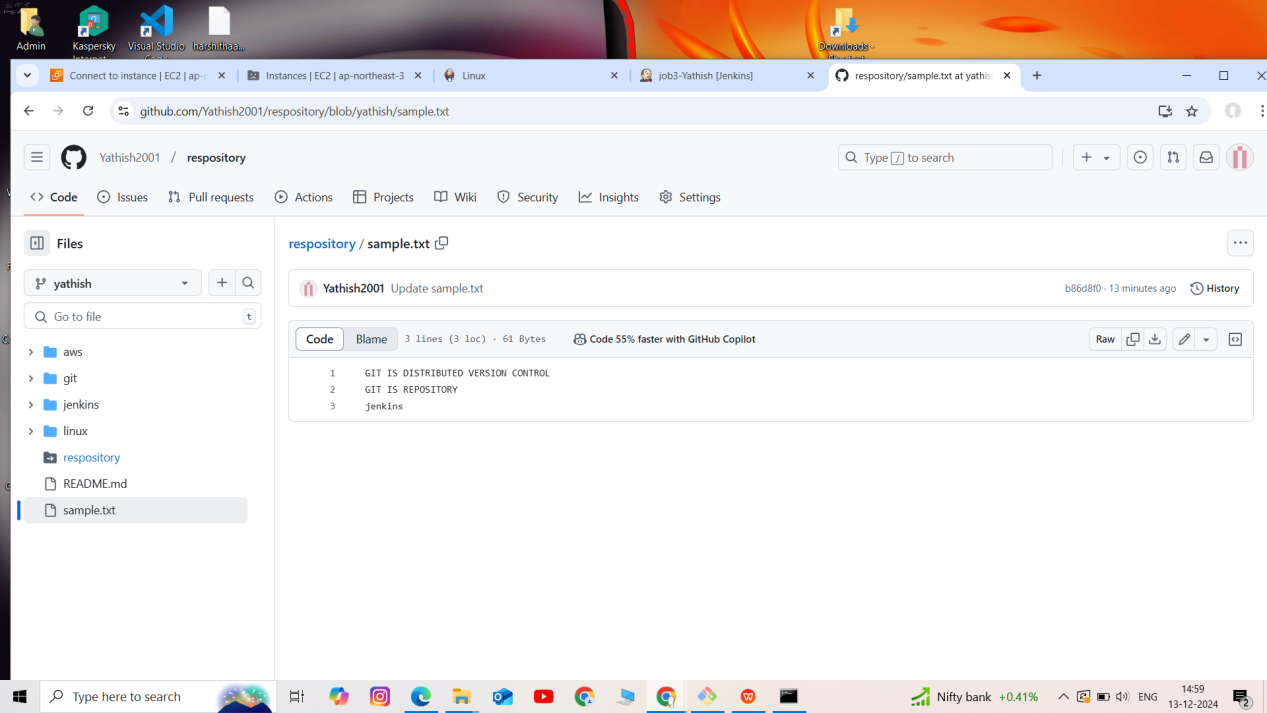 Admin
Kaspersky
Visual Studio
harshithaa...
Downloads -
Connect to instance | EC2 | ap-n
Instances | EC2 | ap-northeast-3
Linux
job3-Yathish [Jenkins]
respository/sample.txt at yathis
github.com/Yathish2001/respository/blob/yathish/sample.txt
Yathish2001 / respository
Type / to search
Code
Issues
Pull requests
Actions
Projects
Wiki
Security
Insights
Settings
Files
respository / sample.txt
yathish
Yathish2001 Update sample.txt
b86d8f0 · 13 minutes ago
History
Go to file
t
Code
Blame
3 lines (3 loc) · 61 Bytes
Code 55% faster with GitHub Copilot
Raw
aws
git
jenkins
linux
respository
README.md
sample.txt
1 GIT IS DISTRIBUTED VERSION CONTROL
2 GIT IS REPOSITORY
3 jenkins
Type here to search
Nifty bank +0.41%
ENG
14:59
13-12-2024
2